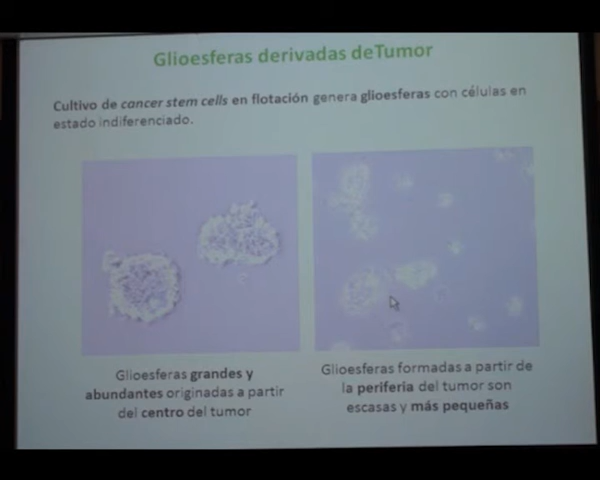 Glioesferas derivadas deTumor
Cultivo de cancer stem cells en flotación genera glioesferas con células en
estado indiferenciado.
Glioesferas grandes y
abundantes originadas a partir
del centro del tumor
Glioesferas formadas a partir de
la periferia del tumor son
escasas y más pequeñas